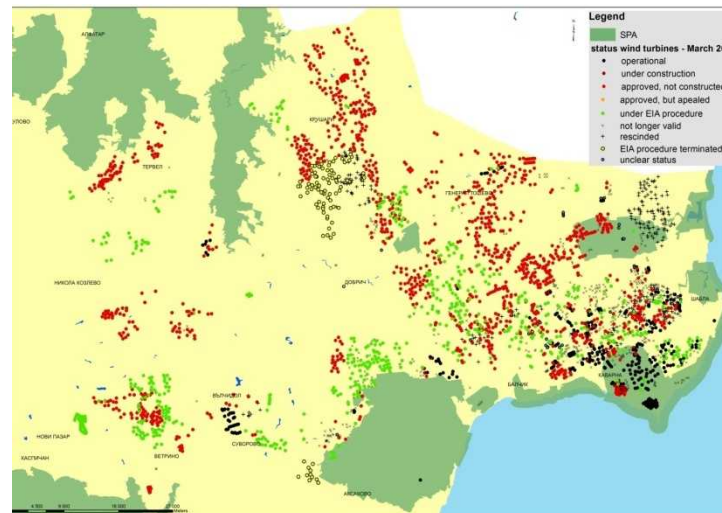 Legend
SPA
status wind turbines - March 20
operational
under construction
approved, not constructed
approved, but apealed
under EIA procedure
not longer valid
rescinded
EIA procedure terminated
unclear status
ТЕРВЕЛ
КРУШАРИ
ГЕНЕРАЛ ТОШЕВО
НИКОЛА КОЗЛЕВО
ДОБРИЧ
ШАБЛА
КАВАРНА
БАЛЧИК
ВЪЛЧИДОЛ
НОВИ ПАЗАР
СУВОРОВО
ВЕТРИНО
КАСПИЧАН
АКСАКОВО